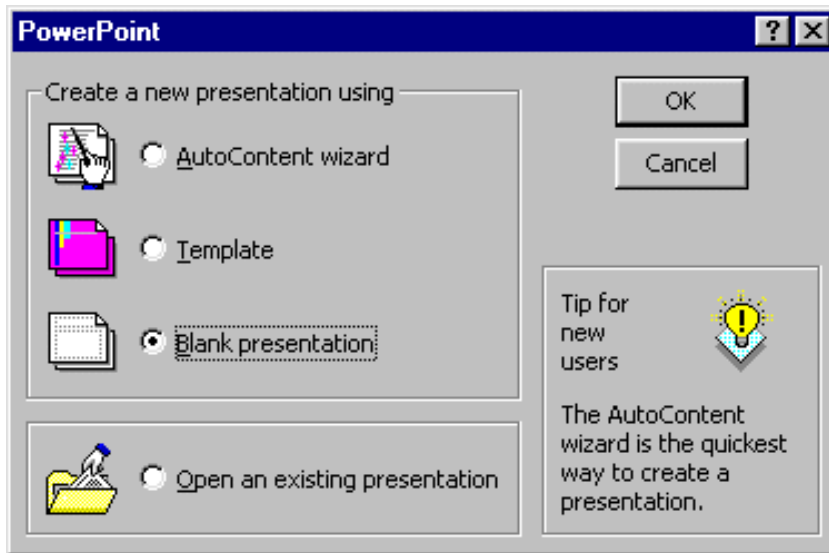 PowerPoint
Create a new presentation using
AutoContent wizard
Template
Blank presentation
Open an existing presentation
OK
Cancel
Tip for
new
users
The AutoContent
wizard is the quickest
way to create a
presentation.